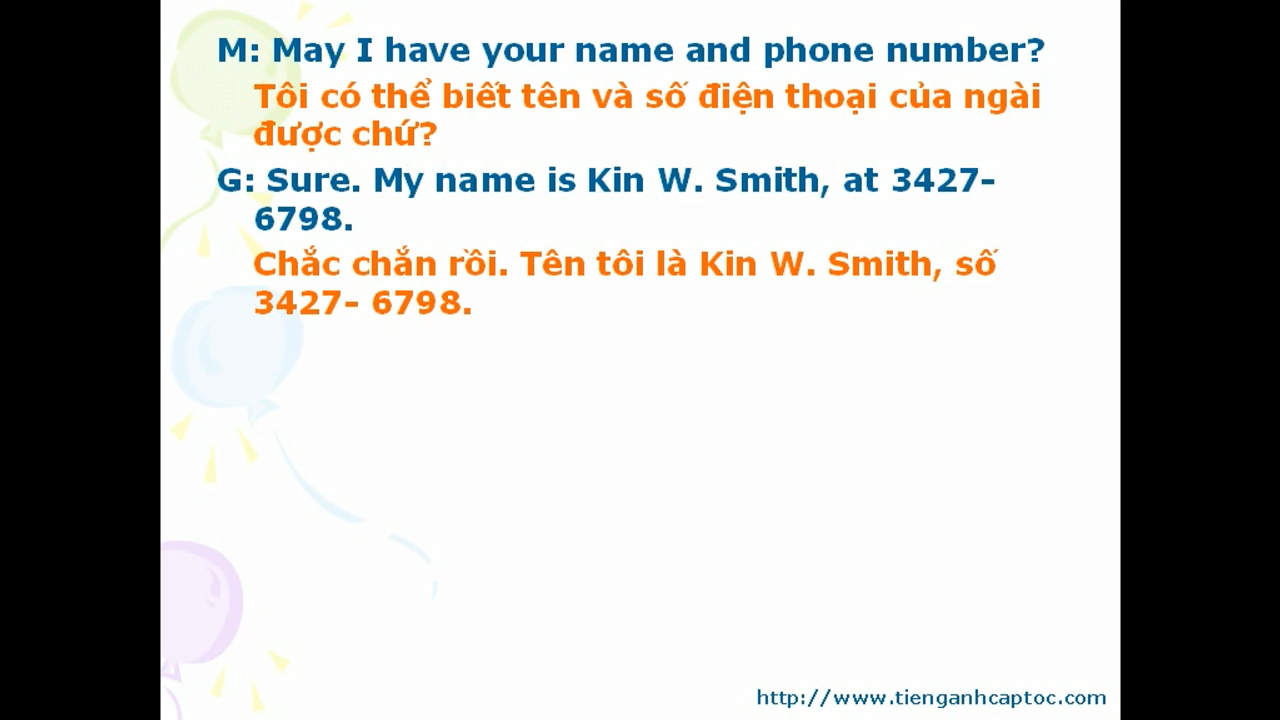 M: May I have your name and phone number?
Tôi có thể biết tên và số điện thoại của ngài
được chứ?
G: Sure. My name is Kin W. Smith, at 3427-
6798.
Chắc chắn rồi. Tên tôi là Kin W. Smith, số
3427- 6798.
http://www.tienganhcaptoc.com